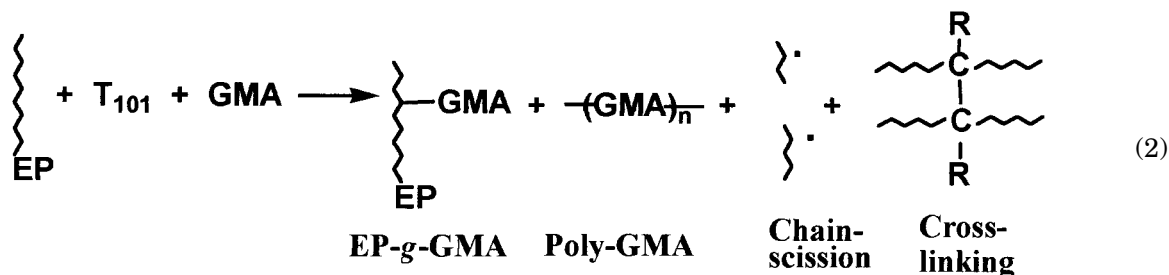 R
C
EP + T₁₀₁ + GMA ⟶ EP GMA + (GMA)ₙ + · · + C
R
(2)
EP-g-GMA Poly-GMA Chain-scission Cross-linking